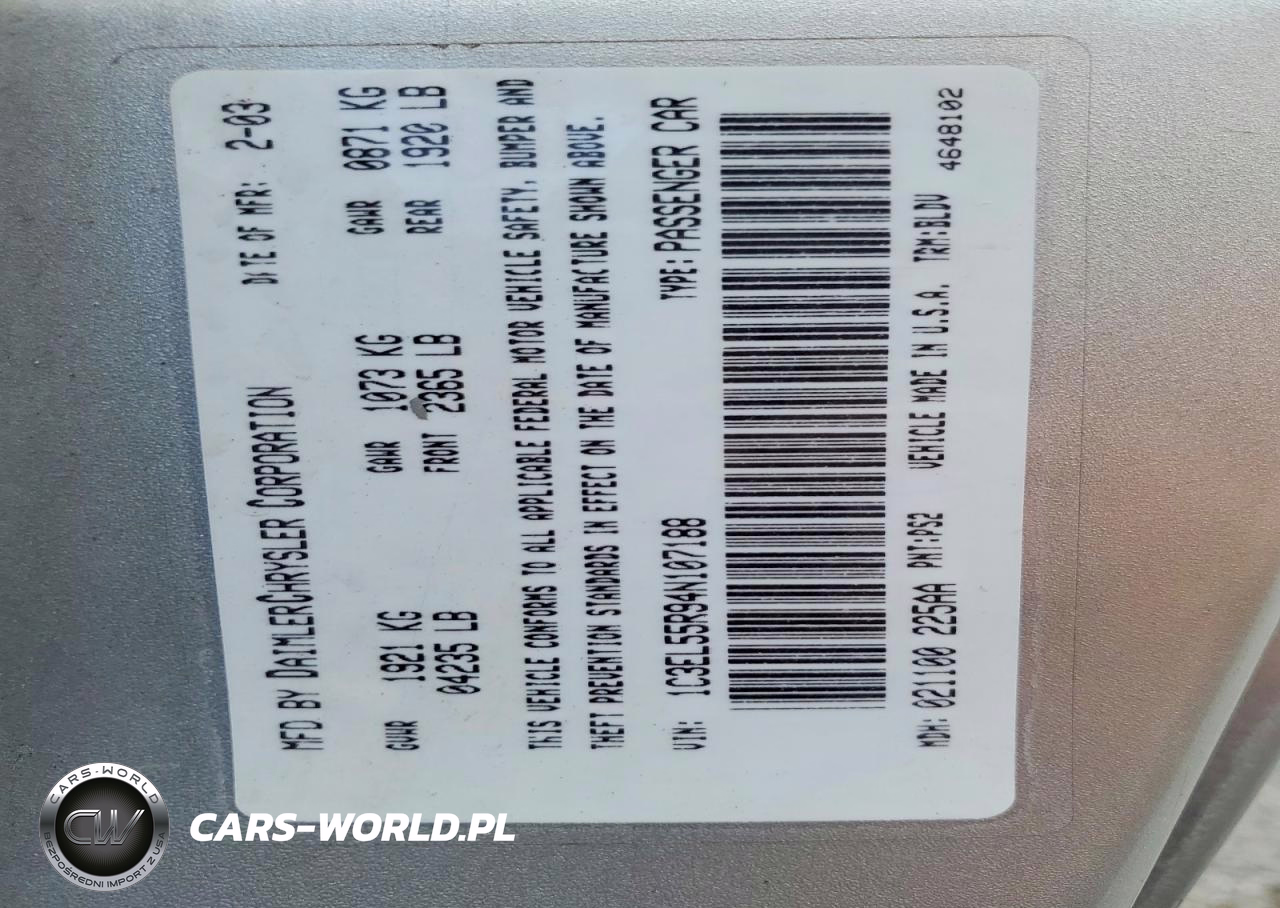 MFD BY DAIMLERCHRYSLER CORPORATION DATE OF MFR: 2-03
GVWR 1921 KG GAWR 1073 KG GAWR 0871 KG
04235 LB FRONT 2365 LB REAR 1920 LB
THIS VEHICLE CONFORMS TO ALL APPLICABLE FEDERAL MOTOR VEHICLE SAFETY, BUMPER AND
THEFT PREVENTION STANDARDS IN EFFECT ON THE DATE OF MANUFACTURE SHOWN ABOVE.
VIN: 1C3EL55R94N107188 TYPE: PASSENGER CAR
MDH: 021100 225AA PNT:PS2 VEHICLE MADE IN U.S.A. TRM:BLDV
4648102
CARS-WORLD
CW
BEZPOŚREDNI IMPORT Z USA
CARS-WORLD.PL